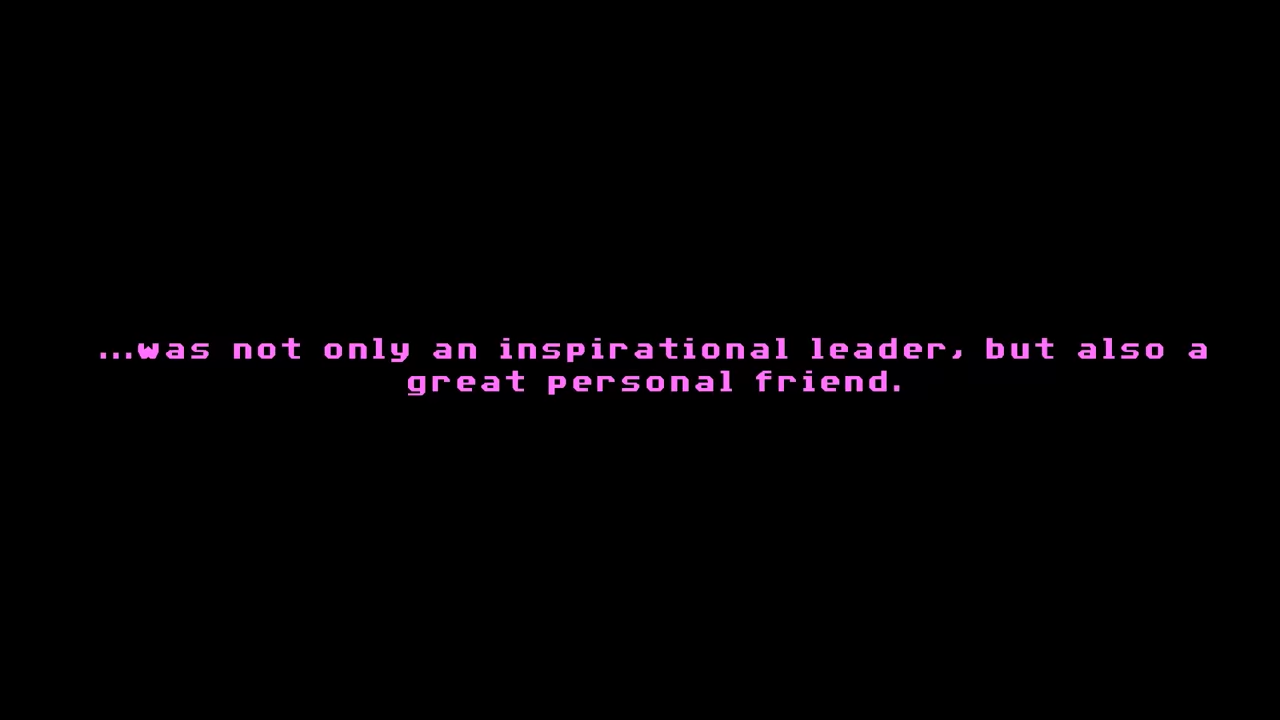 ...was not only an inspirational leader, but also a
great personal friend.